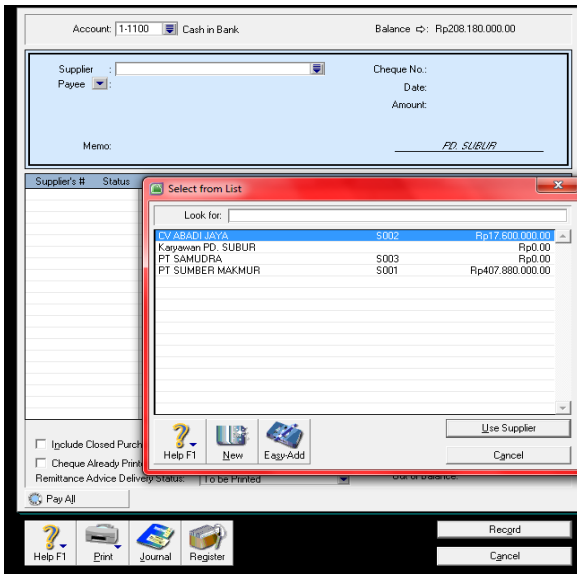 Account: 1-1100 Cash in Bank Balance ⇨: Rp208.180.000.00
Supplier : Cheque No.:
Payee : Date:
Amount:
Memo: PD. SUBUR
Supplier's # Status
Select from List
Look for:
CV ABADI JAYA S002 Rp17.600.000.00
Karyawan PD. SUBUR Rp0.00
PT SAMUDRA S003 Rp0.00
PT SUMBER MAKMUR S001 Rp407.880.000.00
Use Supplier
Help F1 New Easy-Add Cancel
Include Closed Purch
Cheque Already Printe
Remittance Advice Delivery Status: To be Printed Out of Balance:
Pay All
Record
Help F1 Print Journal Register Cancel